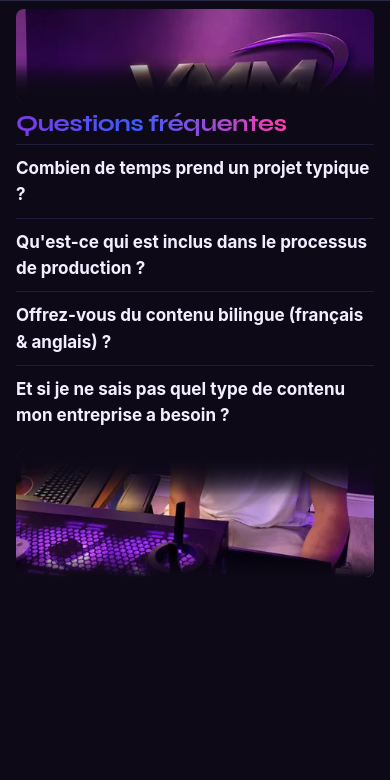 VMM
Questions fréquentes
Combien de temps prend un projet typique
?
Qu'est-ce qui est inclus dans le processus
de production ?
Offrez-vous du contenu bilingue (français
& anglais) ?
Et si je ne sais pas quel type de contenu
mon entreprise a besoin ?